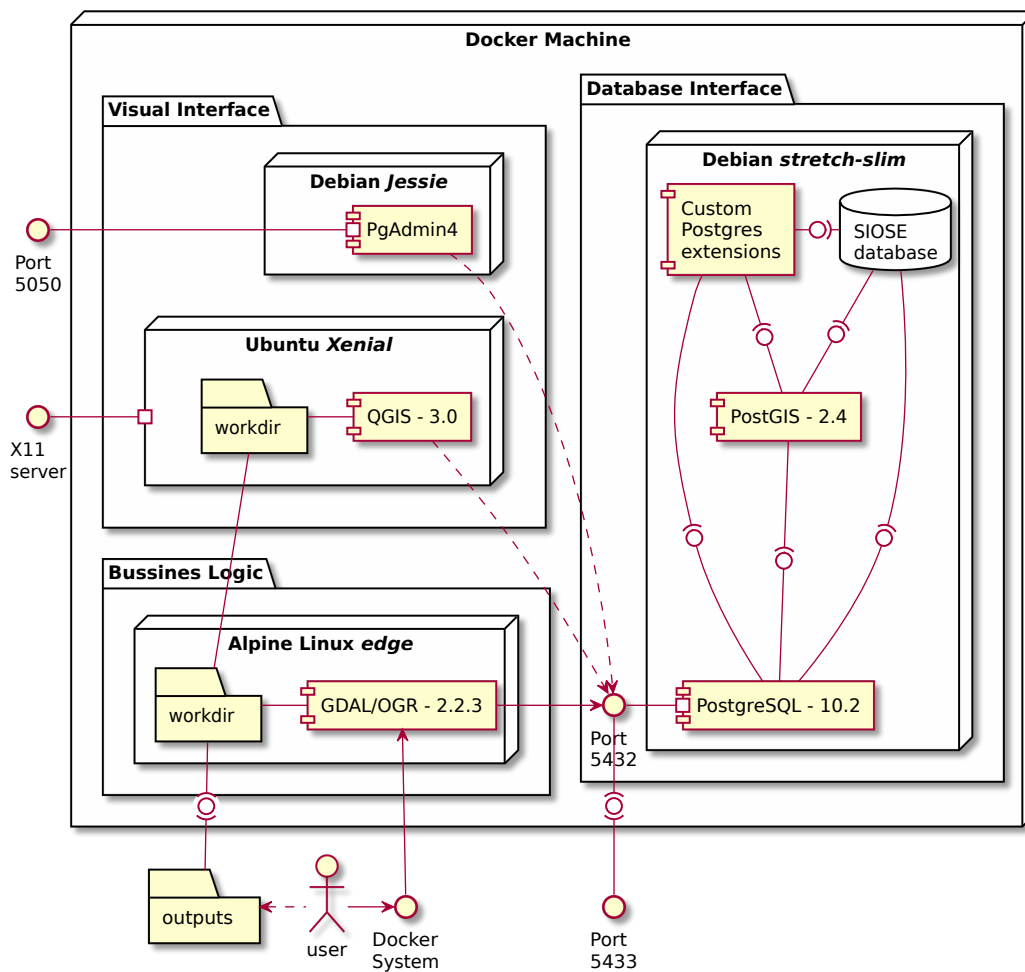 Docker Machine
Visual Interface
Debian Jessie
PgAdmin4
Port
5050
Ubuntu Xenial
workdir
QGIS - 3.0
X11
server
Database Interface
Debian stretch-slim
Custom
Postgres
extensions
SIOSE
database
PostGIS - 2.4
PostgreSQL - 10.2
Bussines Logic
Alpine Linux edge
workdir
GDAL/OGR - 2.2.3
Port
5432
outputs
user
Docker
System
Port
5433